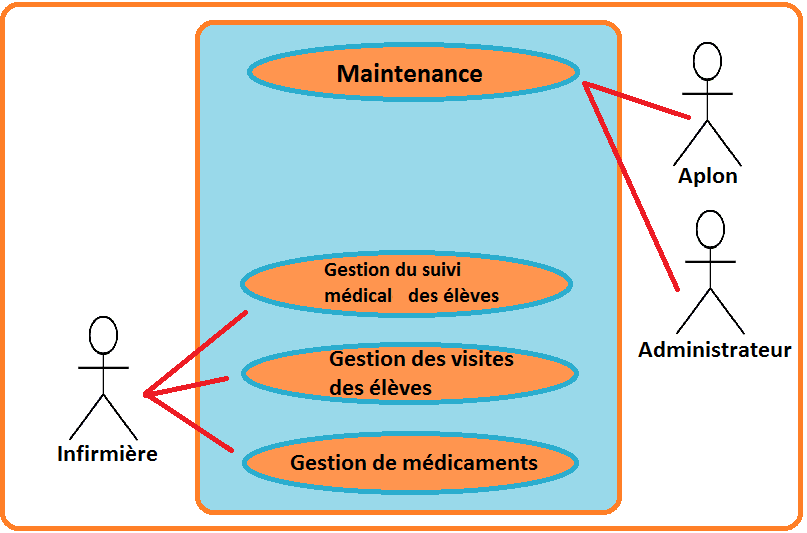 Maintenance
Aplon
Gestion du suivi
médical des élèves
Administrateur
Gestion des visites
des élèves
Infirmière
Gestion de médicaments